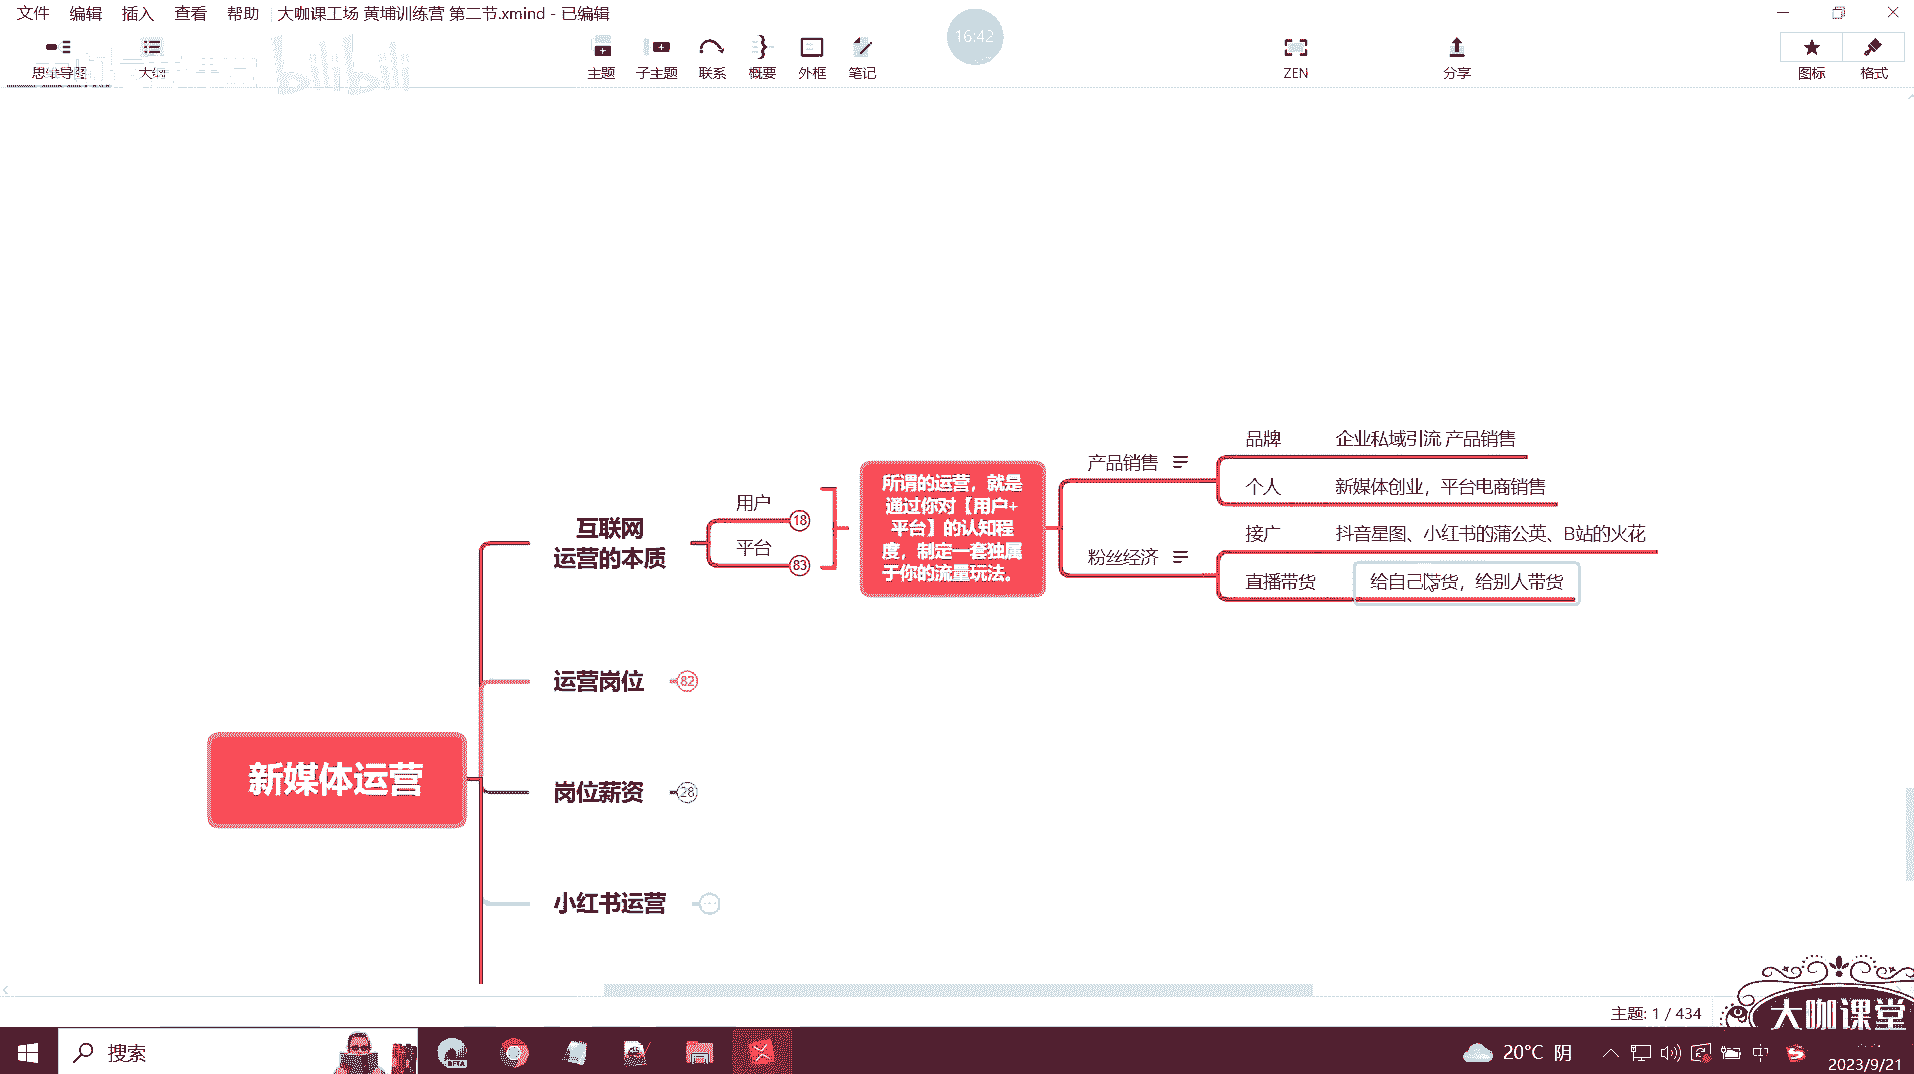 文件 编辑 插入 查看 帮助 大咖课工场 黄埔训练营 第二节.xmind - 已编辑
16:42
bilibili
思维导图 大纲 主题 子主题 联系 概要 外框 笔记 ZEN 分享 图标 格式
品牌 企业私域引流 产品销售
产品销售
个人 新媒体创业，平台电商销售
接广 抖音星图、小红书的蒲公英、B站的火花
粉丝经济
直播带货 给自己带货，给别人带货
所谓的运营，就是
通过你对【用户+
平台】的认知程
度，制定一套独属
于你的流量玩法。
用户 18
平台 83
互联网
运营的本质
运营岗位 82
新媒体运营
岗位薪资 28
小红书运营
主题: 1 / 434
大咖课堂
搜索
20°C 阴
中
2023/9/21